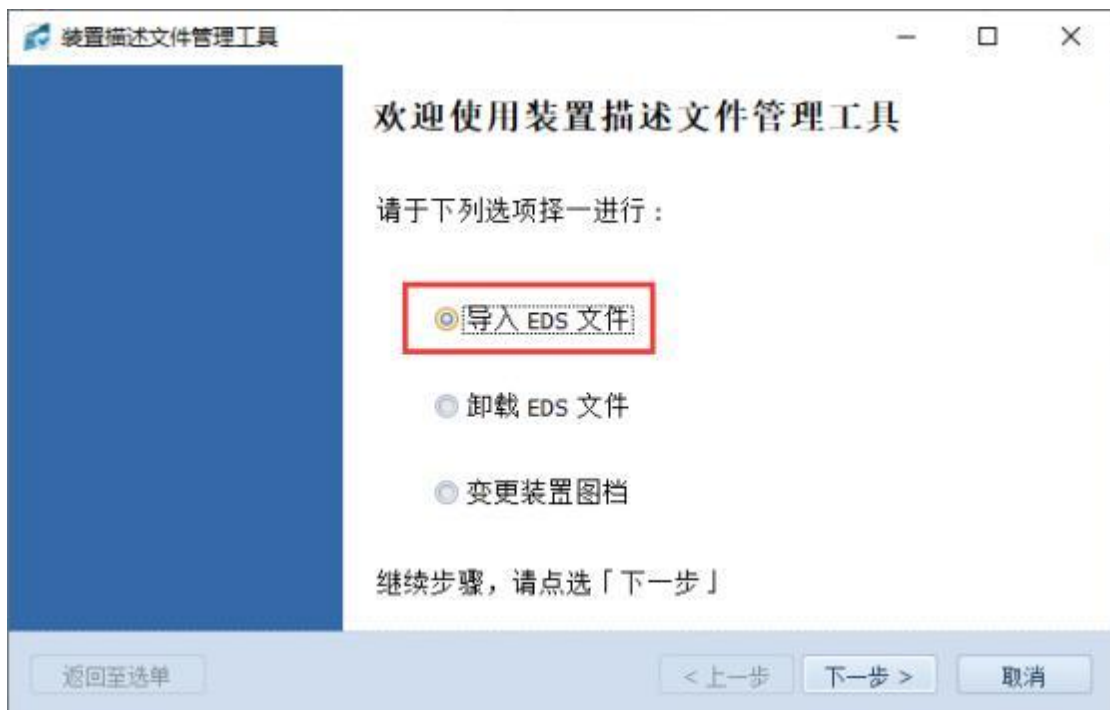 装置描述文件管理工具
欢迎使用装置描述文件管理工具
请于下列选项择一进行：
导入 EDS 文件
卸载 EDS 文件
变更装置图档
继续步骤，请点选「下一步」
返回至选单
< 上一步
下一步 >
取消